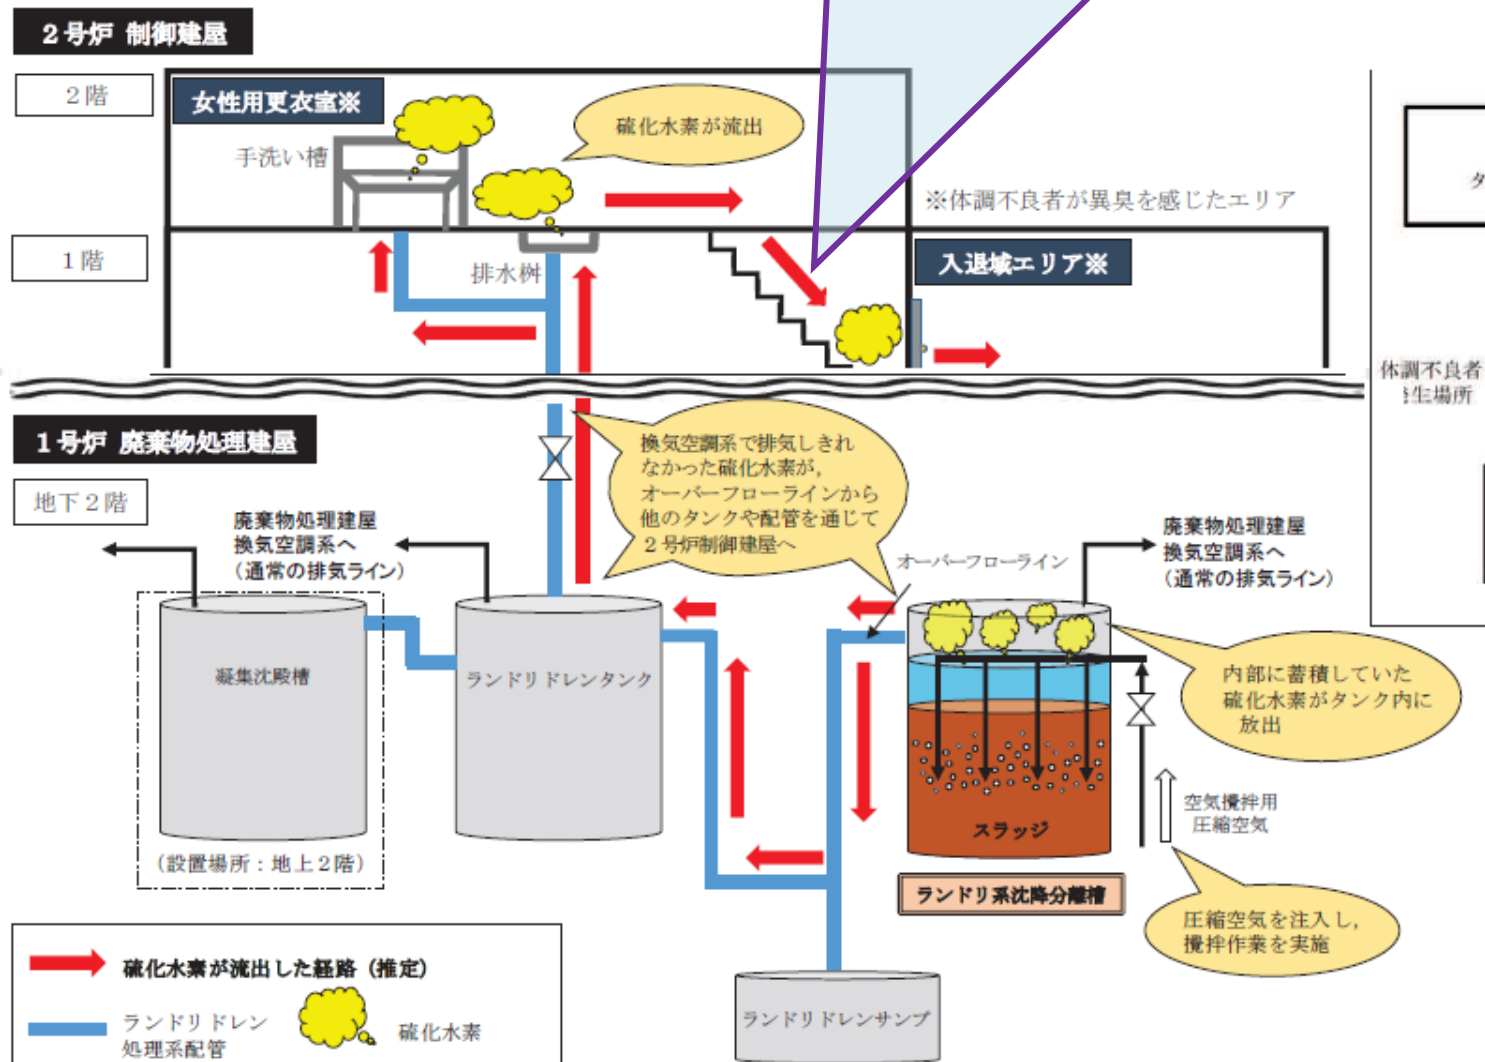 2号炉 制御建屋
2階
女性用更衣室※
手洗い槽
硫化水素が流出
※体調不良者が異臭を感じたエリア
1階
排水桝
入退域エリア※
タ
体調不良者
生場所
1号炉 廃棄物処理建屋
地下2階
換気空調系で排気しきれ
なかった硫化水素が,
オーバーフローラインから
他のタンクや配管を通じて
2号炉制御建屋へ
廃棄物処理建屋
換気空調系へ
(通常の排気ライン)
オーバーフローライン
廃棄物処理建屋
換気空調系へ
(通常の排気ライン)
凝集沈殿槽
(設置場所:地上2階)
ランドリドレンタンク
内部に蓄積していた
硫化水素がタンク内に
放出
スラッジ
空気攪拌用
圧縮空気
ランドリ系沈降分離槽
圧縮空気を注入し,
攪拌作業を実施
ランドリドレンサンプ
硫化水素が流出した経路 (推定)
ランドリドレン
処理系配管
硫化水素